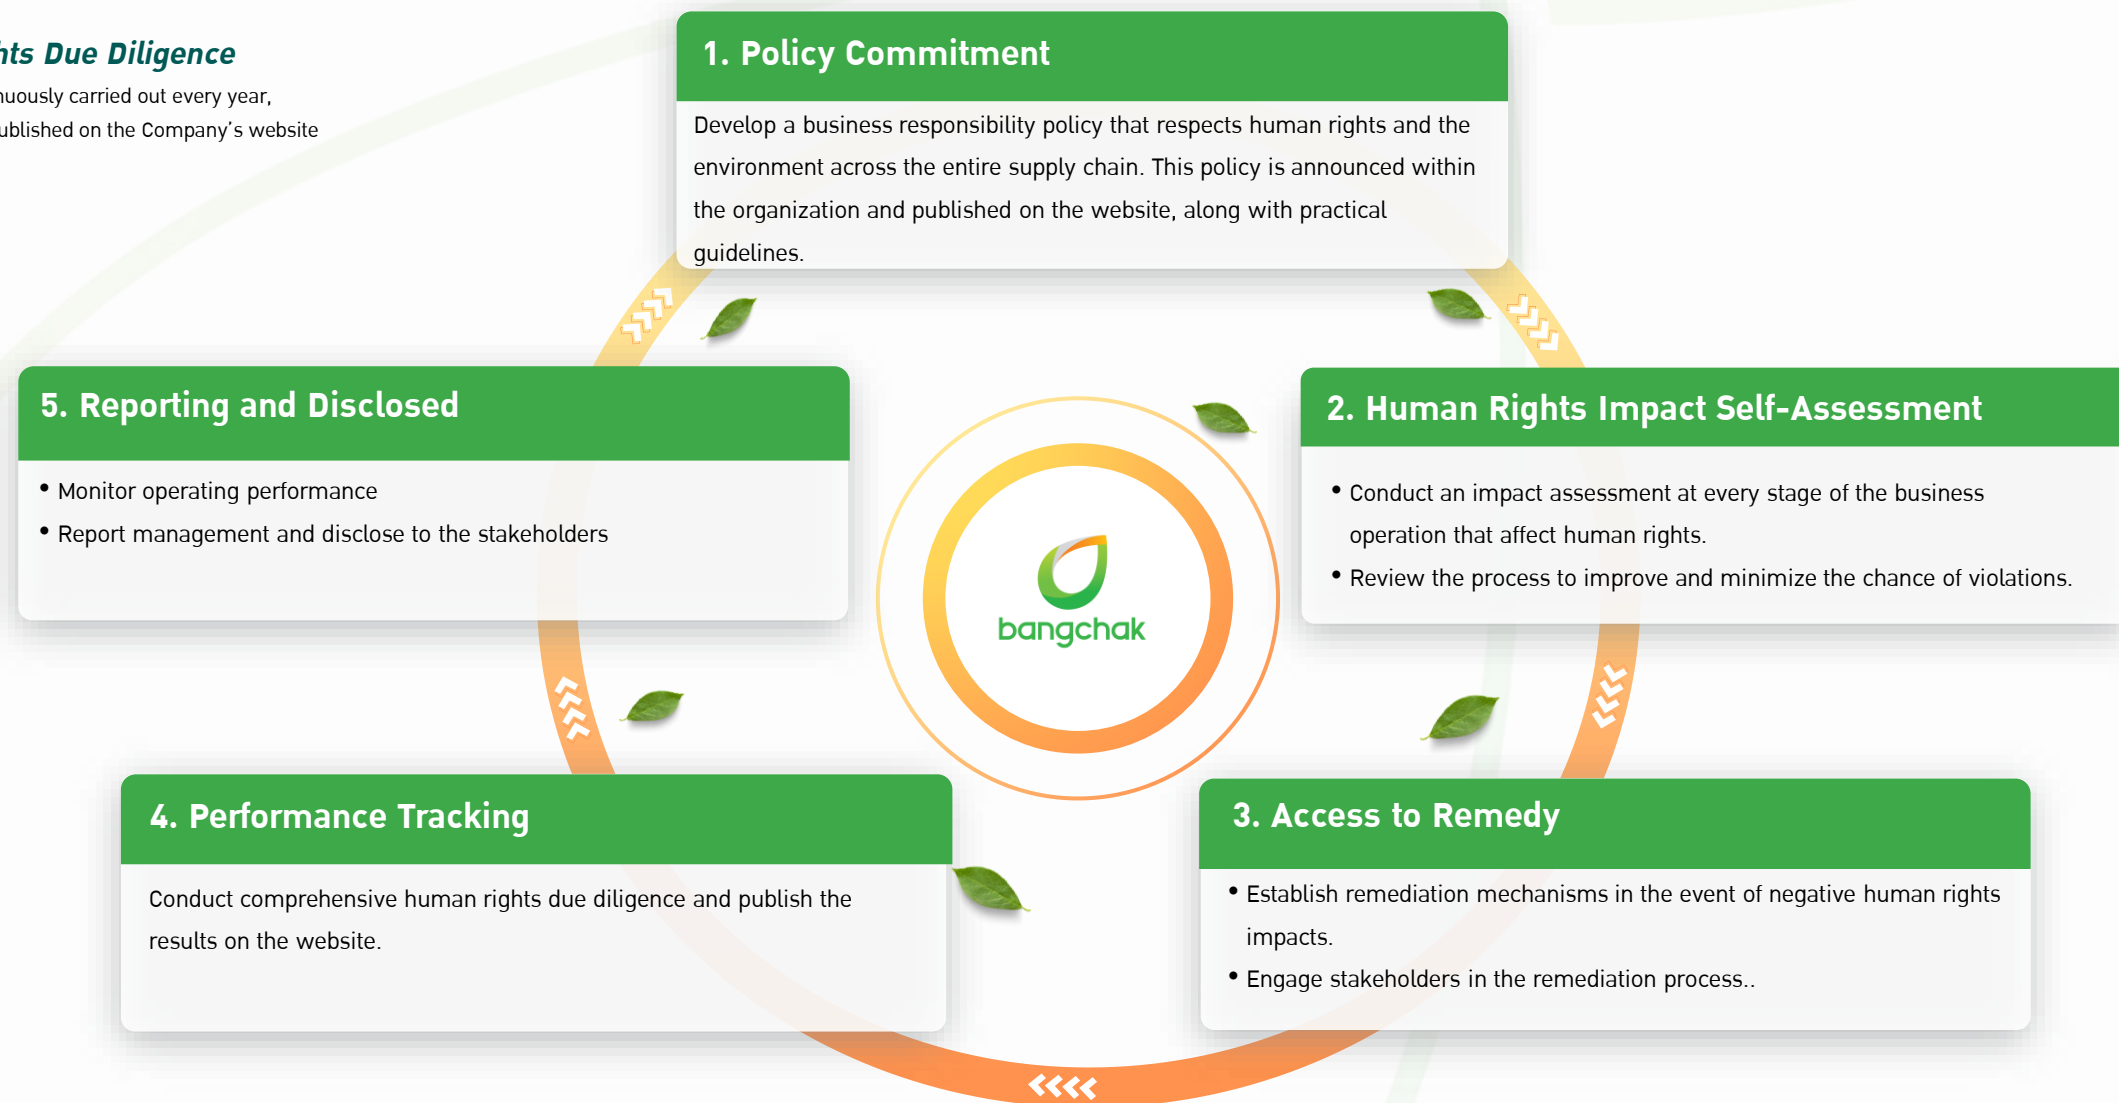 Due Diligence
carried out every year,
on the Company's website
1. Policy Commitment
Develop a business responsibility policy that respects human rights and the
environment across the entire supply chain. This policy is announced within
the organization and published on the website, along with practical
guidelines.
2. Human Rights Impact Self-Assessment
• Conduct an impact assessment at every stage of the business
operation that affect human rights.
• Review the process to improve and minimize the chance of violations.
3. Access to Remedy
• Establish remediation mechanisms in the event of negative human rights
impacts.
• Engage stakeholders in the remediation process..
4. Performance Tracking
Conduct comprehensive human rights due diligence and publish the
results on the website.
5. Reporting and Disclosed
• Monitor operating performance
• Report management and disclose to the stakeholders
bangchak